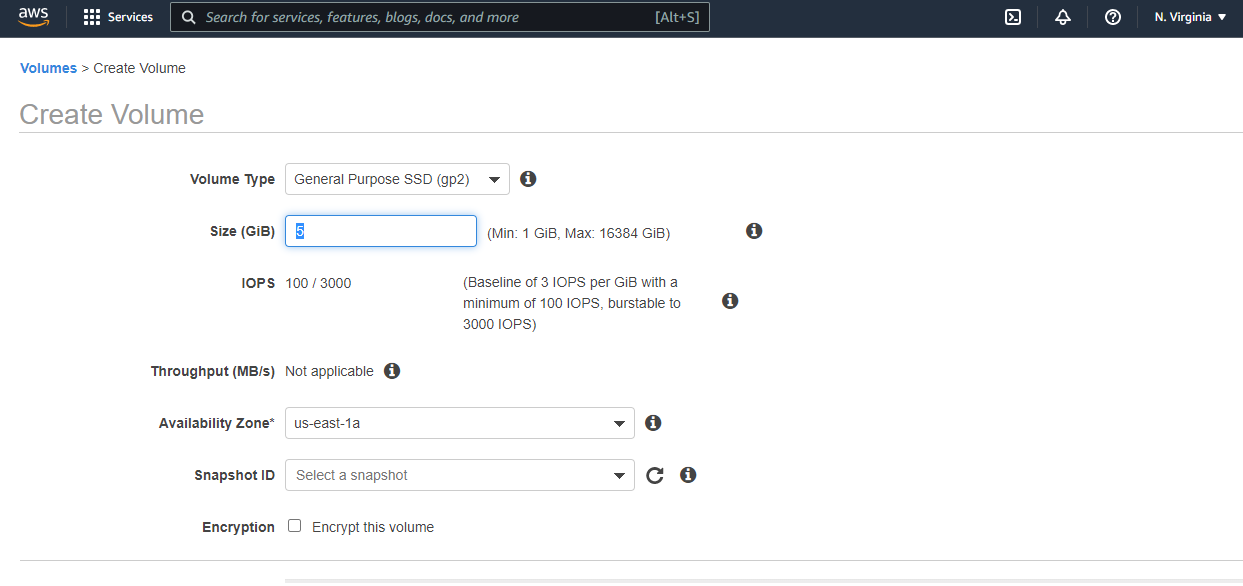 aws Services Search for services, features, blogs, docs, and more [Alt+S] N. Virginia
Volumes > Create Volume
Create Volume
Volume Type General Purpose SSD (gp2)
Size (GiB) 5 (Min: 1 GiB, Max: 16384 GiB)
IOPS 100 / 3000 (Baseline of 3 IOPS per GiB with a
minimum of 100 IOPS, burstable to
3000 IOPS)
Throughput (MB/s) Not applicable
Availability Zone* us-east-1a
Snapshot ID Select a snapshot
Encryption Encrypt this volume